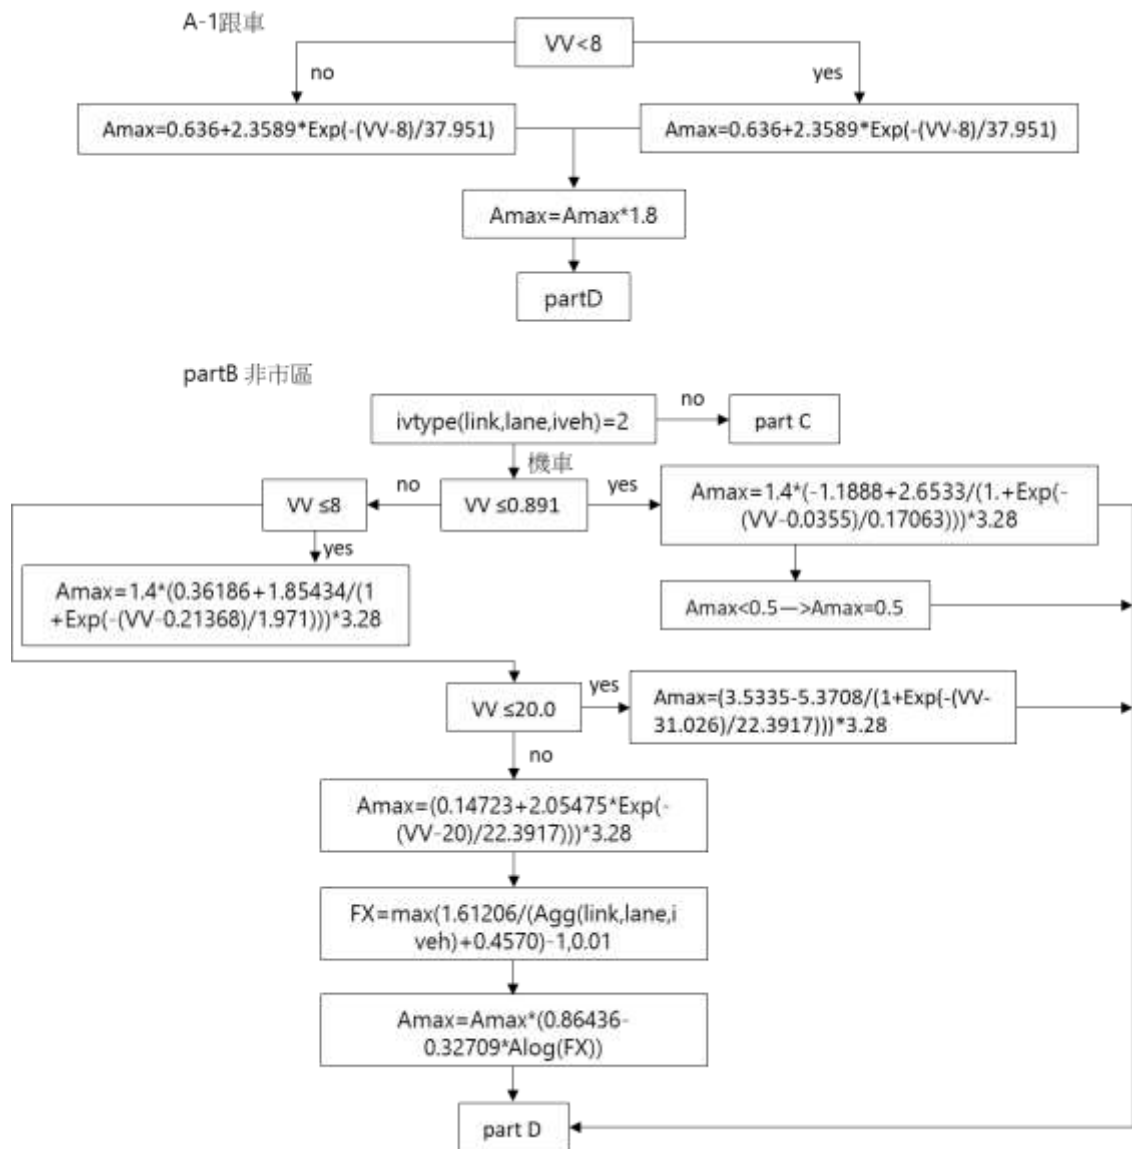 A-1跟車
VV<8
no
yes
Amax=0.636+2.3589*Exp(-(VV-8)/37.951)
Amax=0.636+2.3589*Exp(-(VV-8)/37.951)
Amax=Amax*1.8
partD
partB 非市區
ivtype(link,lane,iveh)=2
no
part C
機車
VV ≤8
no
VV ≤0.891
yes
Amax=1.4*(-1.1888+2.6533/(1.+Exp(-
(VV-0.0355)/0.17063)))*3.28
yes
Amax=1.4*(0.36186+1.85434/(1
+Exp(-(VV-0.21368)/1.971)))*3.28
Amax<0.5—>Amax=0.5
VV ≤20.0
yes
Amax=(3.5335-5.3708/(1+Exp(-(VV-
31.026)/22.3917)))*3.28
no
Amax=(0.14723+2.05475*Exp(-
(VV-20)/22.3917)))*3.28
FX=max(1.61206/(Agg(link,lane,i
veh)+0.4570)-1,0.01
Amax=Amax*(0.86436-
0.32709*Alog(FX))
part D